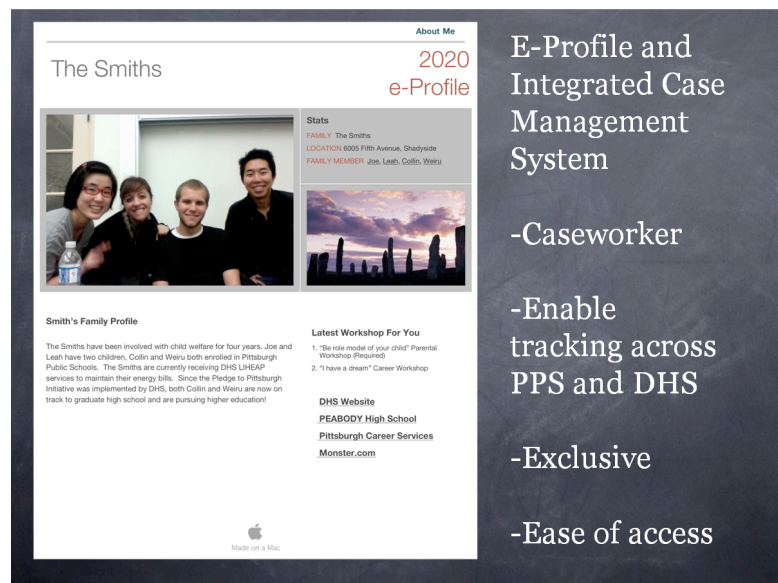 About Me
The Smiths
2020
e-Profile
Stats
FAMILY The Smiths
LOCATION 6005 Fifth Avenue, Shadyside
FAMILY MEMBER Joe, Leah, Collin, Weiru
Smith's Family Profile
The Smiths have been involved with child welfare for four years. Joe and
Leah have two children, Collin and Weiru both enrolled in Pittsburgh
Public Schools. The Smiths are currently receiving DHS LIHEAP
services to maintain their energy bills. Since the Pledge to Pittsburgh
Initiative was implemented by DHS, both Collin and Weiru are now on
track to graduate high school and are pursuing higher education!
Latest Workshop For You
1. "Be role model of your child" Parental
Workshop (Required)
2. "I have a dream" Career Workshop
DHS Website
PEABODY High School
Pittsburgh Career Services
Monster.com
Made on a Mac
E-Profile and
Integrated Case
Management
System
-Caseworker
-Enable
tracking across
PPS and DHS
-Exclusive
-Ease of access